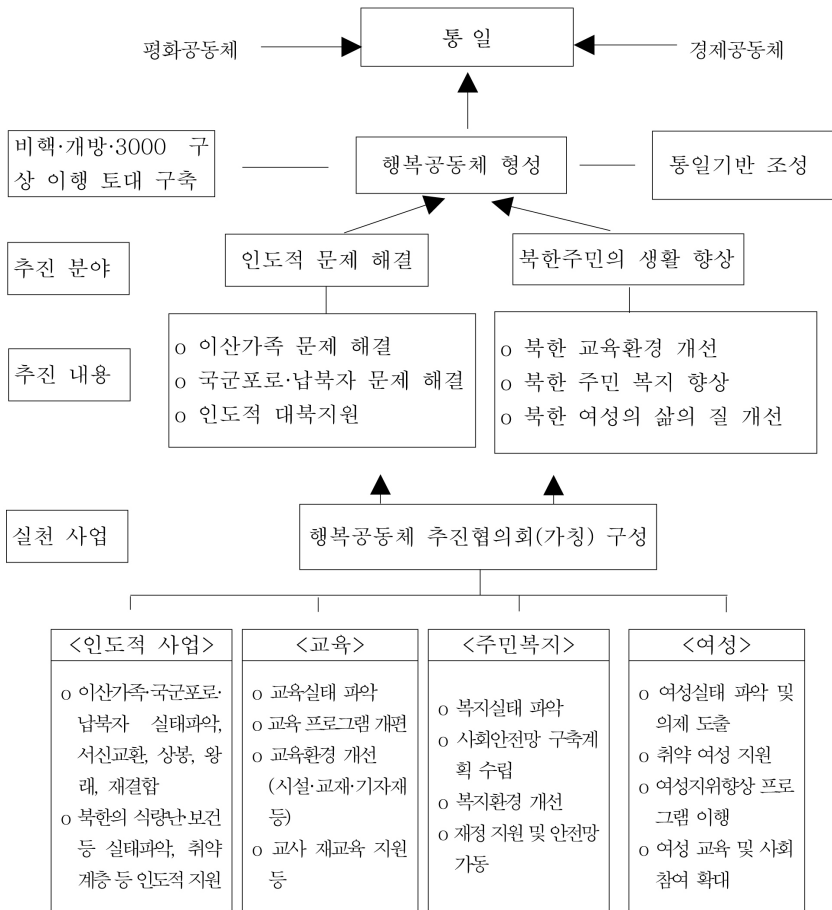 통 일
평화공동체
경제공동체
비핵·개방·3000 구
상 이행 토대 구축
행복공동체 형성
통일기반 조성
추진 분야
인도적 문제 해결
북한주민의 생활 향상
추진 내용
o 이산가족 문제 해결
o 국군포로·납북자 문제 해결
o 인도적 대북지원
o 북한 교육환경 개선
o 북한 주민 복지 향상
o 북한 여성의 삶의 질 개선
실천 사업
행복공동체 추진협의회(가칭) 구성
<인도적 사업>
o 이산가족·국군포로·
납북자 실태파악,
서신교환, 상봉, 왕
래, 재결합
o 북한의 식량난·보건
등 실태파악, 취약
계층 등 인도적 지원
<교육>
o 교육실태 파악
o 교육 프로그램 개편
o 교육환경 개선
(시설·교재·기자재
등)
o 교사 재교육 지원
등
<주민복지>
o 복지실태 파악
o 사회안전망 구축계
획 수립
o 복지환경 개선
o 재정 지원 및 안전망
가동
<여성>
o 여성실태 파악 및
의제 도출
o 취약 여성 지원
o 여성지위향상 프로
그램 이행
o 여성 교육 및 사회
참여 확대